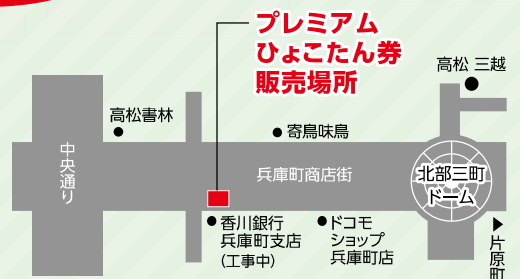 プレミアム
ひょこたん券
販売場所
高松 三越
高松書林
寄鳥味鳥
中央通り
兵庫町商店街
北部三町
ドーム
香川銀行
兵庫町支店
(工事中)
ドコモ
ショップ
兵庫町店
▶片原町